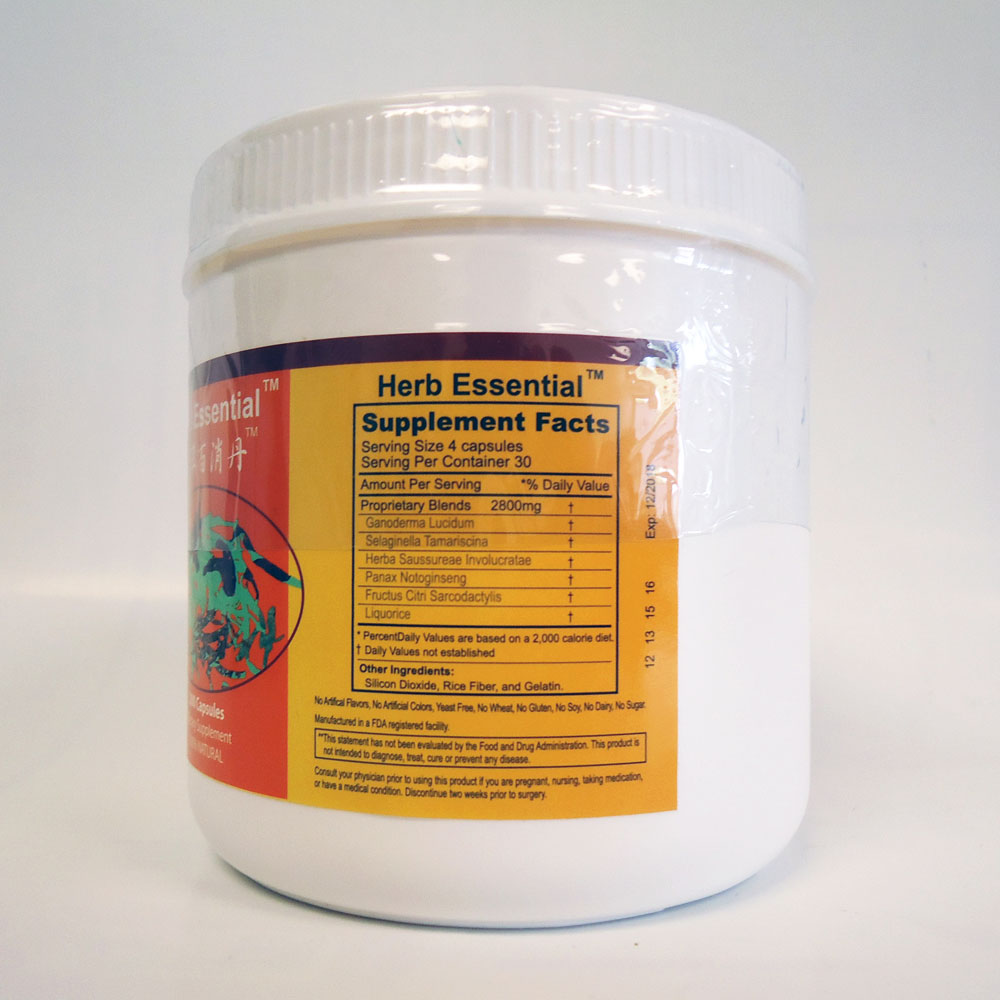 Essential™
消丹™
Capsules
Supplement
NATURAL
Herb Essential™
Supplement Facts
Serving Size 4 capsules
Serving Per Container 30
Amount Per Serving *% Daily Value
Proprietary Blends 2800mg †
Ganoderma Lucidum †
Selaginella Tamariscina †
Herba Saussureae Involucratae †
Panax Notoginseng †
Fructus Citri Sarcodactylis †
Liquorice †
* PercentDaily Values are based on a 2,000 calorie diet.
† Daily Values not established
Other Ingredients:
Silicon Dioxide, Rice Fiber, and Gelatin.
No Artifical Flavors, No Artificial Colors, Yeast Free, No Wheat, No Gluten, No Soy, No Dairy, No Sugar.
Manufactured in a FDA registered facility.
**This statement has not been evaluated by the Food and Drug Administration. This product is
not intended to diagnose, treat, cure or prevent any disease.
Consult your physician prior to using this product if you are pregnant, nursing, taking medication,
or have a medical condition. Discontinue two weeks prior to surgery.
12 13 15 16 Exp: 12/2018